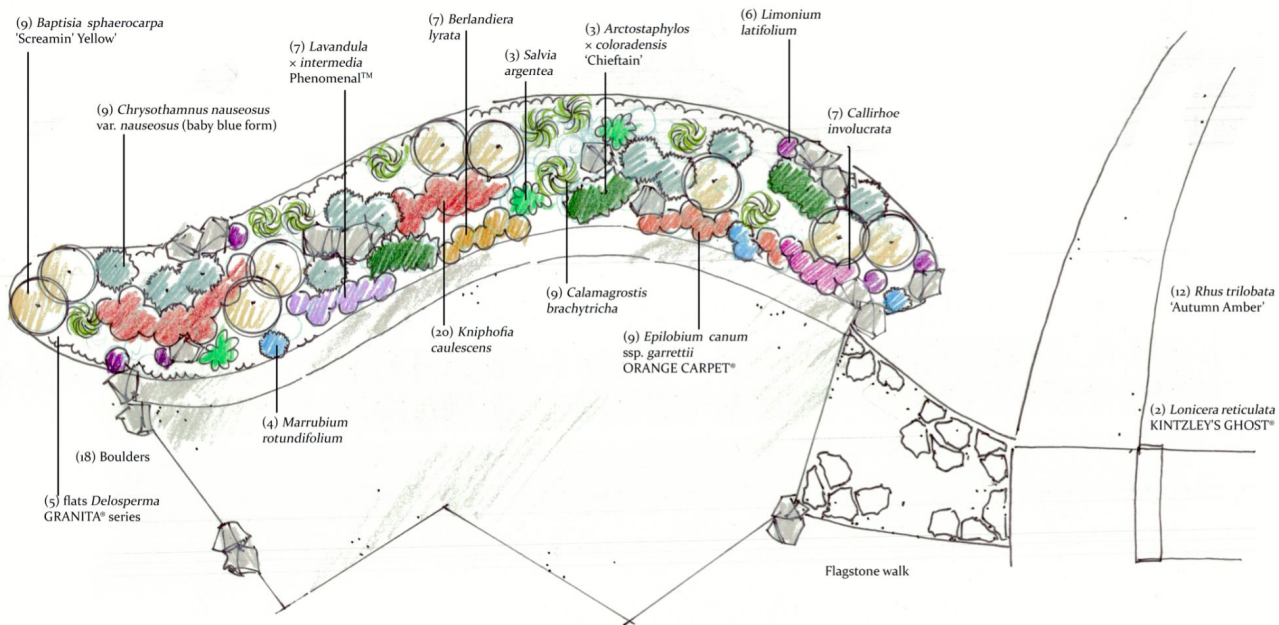 (9) Baptisia sphaerocarpa
'Screamin' Yellow'
(9) Chrysothamnus nauseosus
var. nauseosus (baby blue form)
(7) Lavandula
× intermedia
Phenomenal™
(7) Berlandiera
lyrata
(3) Salvia
argentea
(3) Arctostaphylos
× coloradensis
'Chieftain'
(6) Limonium
latifolium
(7) Callirhoe
involucrata
(12) Rhus trilobata
'Autumn Amber'
(9) Calamagrostis
brachytricha
(20) Kniphofia
caulescens
(9) Epilobium canum
ssp. garrettii
ORANGE CARPET®
(2) Lonicera reticulata
KINTZLEY'S GHOST®
(4) Marrubium
rotundifolium
(18) Boulders
(5) flats Delosperma
GRANITA® series
Flagstone walk